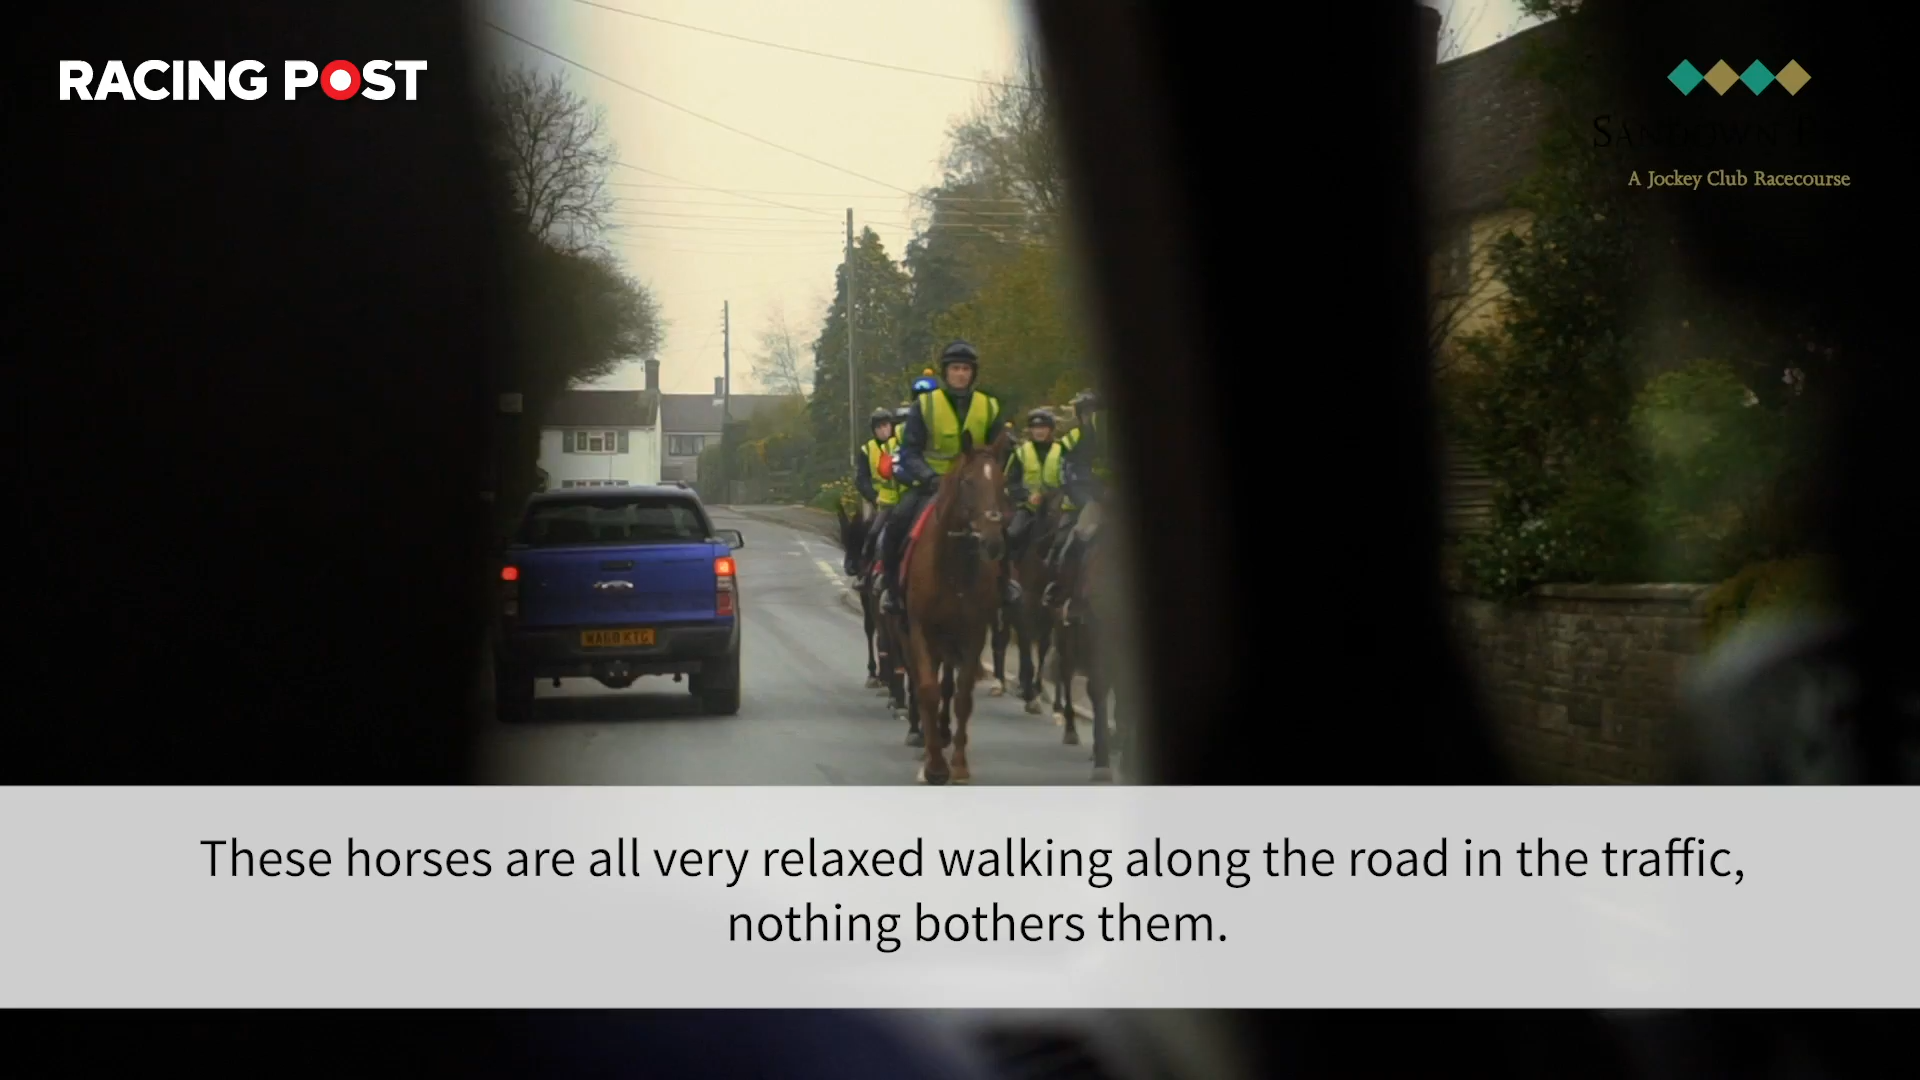 RACING POST
SANDOWN
A Jockey Club Racecourse
These horses are all very relaxed walking along the road in the traffic,
nothing bothers them.